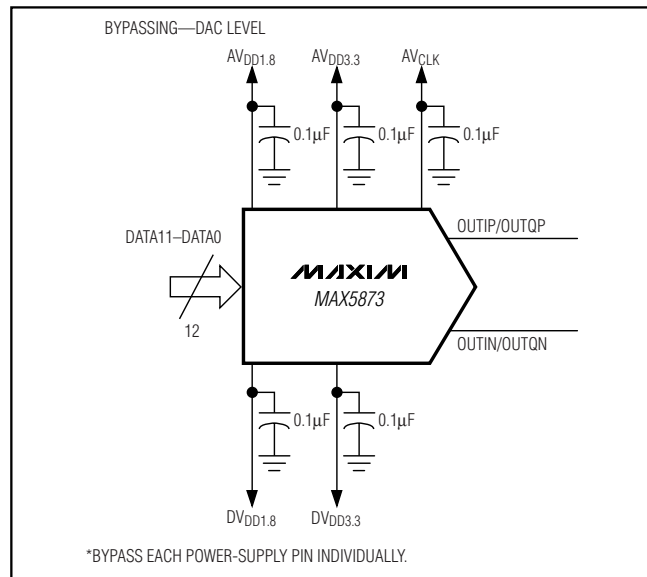 BYPASSING—DAC LEVEL
AVDD1.8 AVDD3.3 AVCLK
0.1µF 0.1µF 0.1µF
OUTIP/OUTQP
DATA11–DATA0
MAXIM
MAX5873
12
OUTIN/OUTQN
0.1µF 0.1µF
DVDD1.8 DVDD3.3
*BYPASS EACH POWER-SUPPLY PIN INDIVIDUALLY.